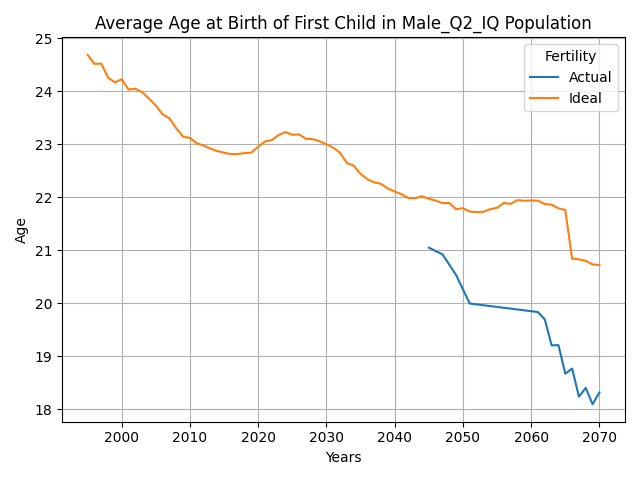 Average Age at Birth of First Child in Male_Q2_IQ Population
Fertility
Actual
Ideal
Age
25
24
23
22
21
20
19
18
2000 2010 2020 2030 2040 2050 2060 2070
Years